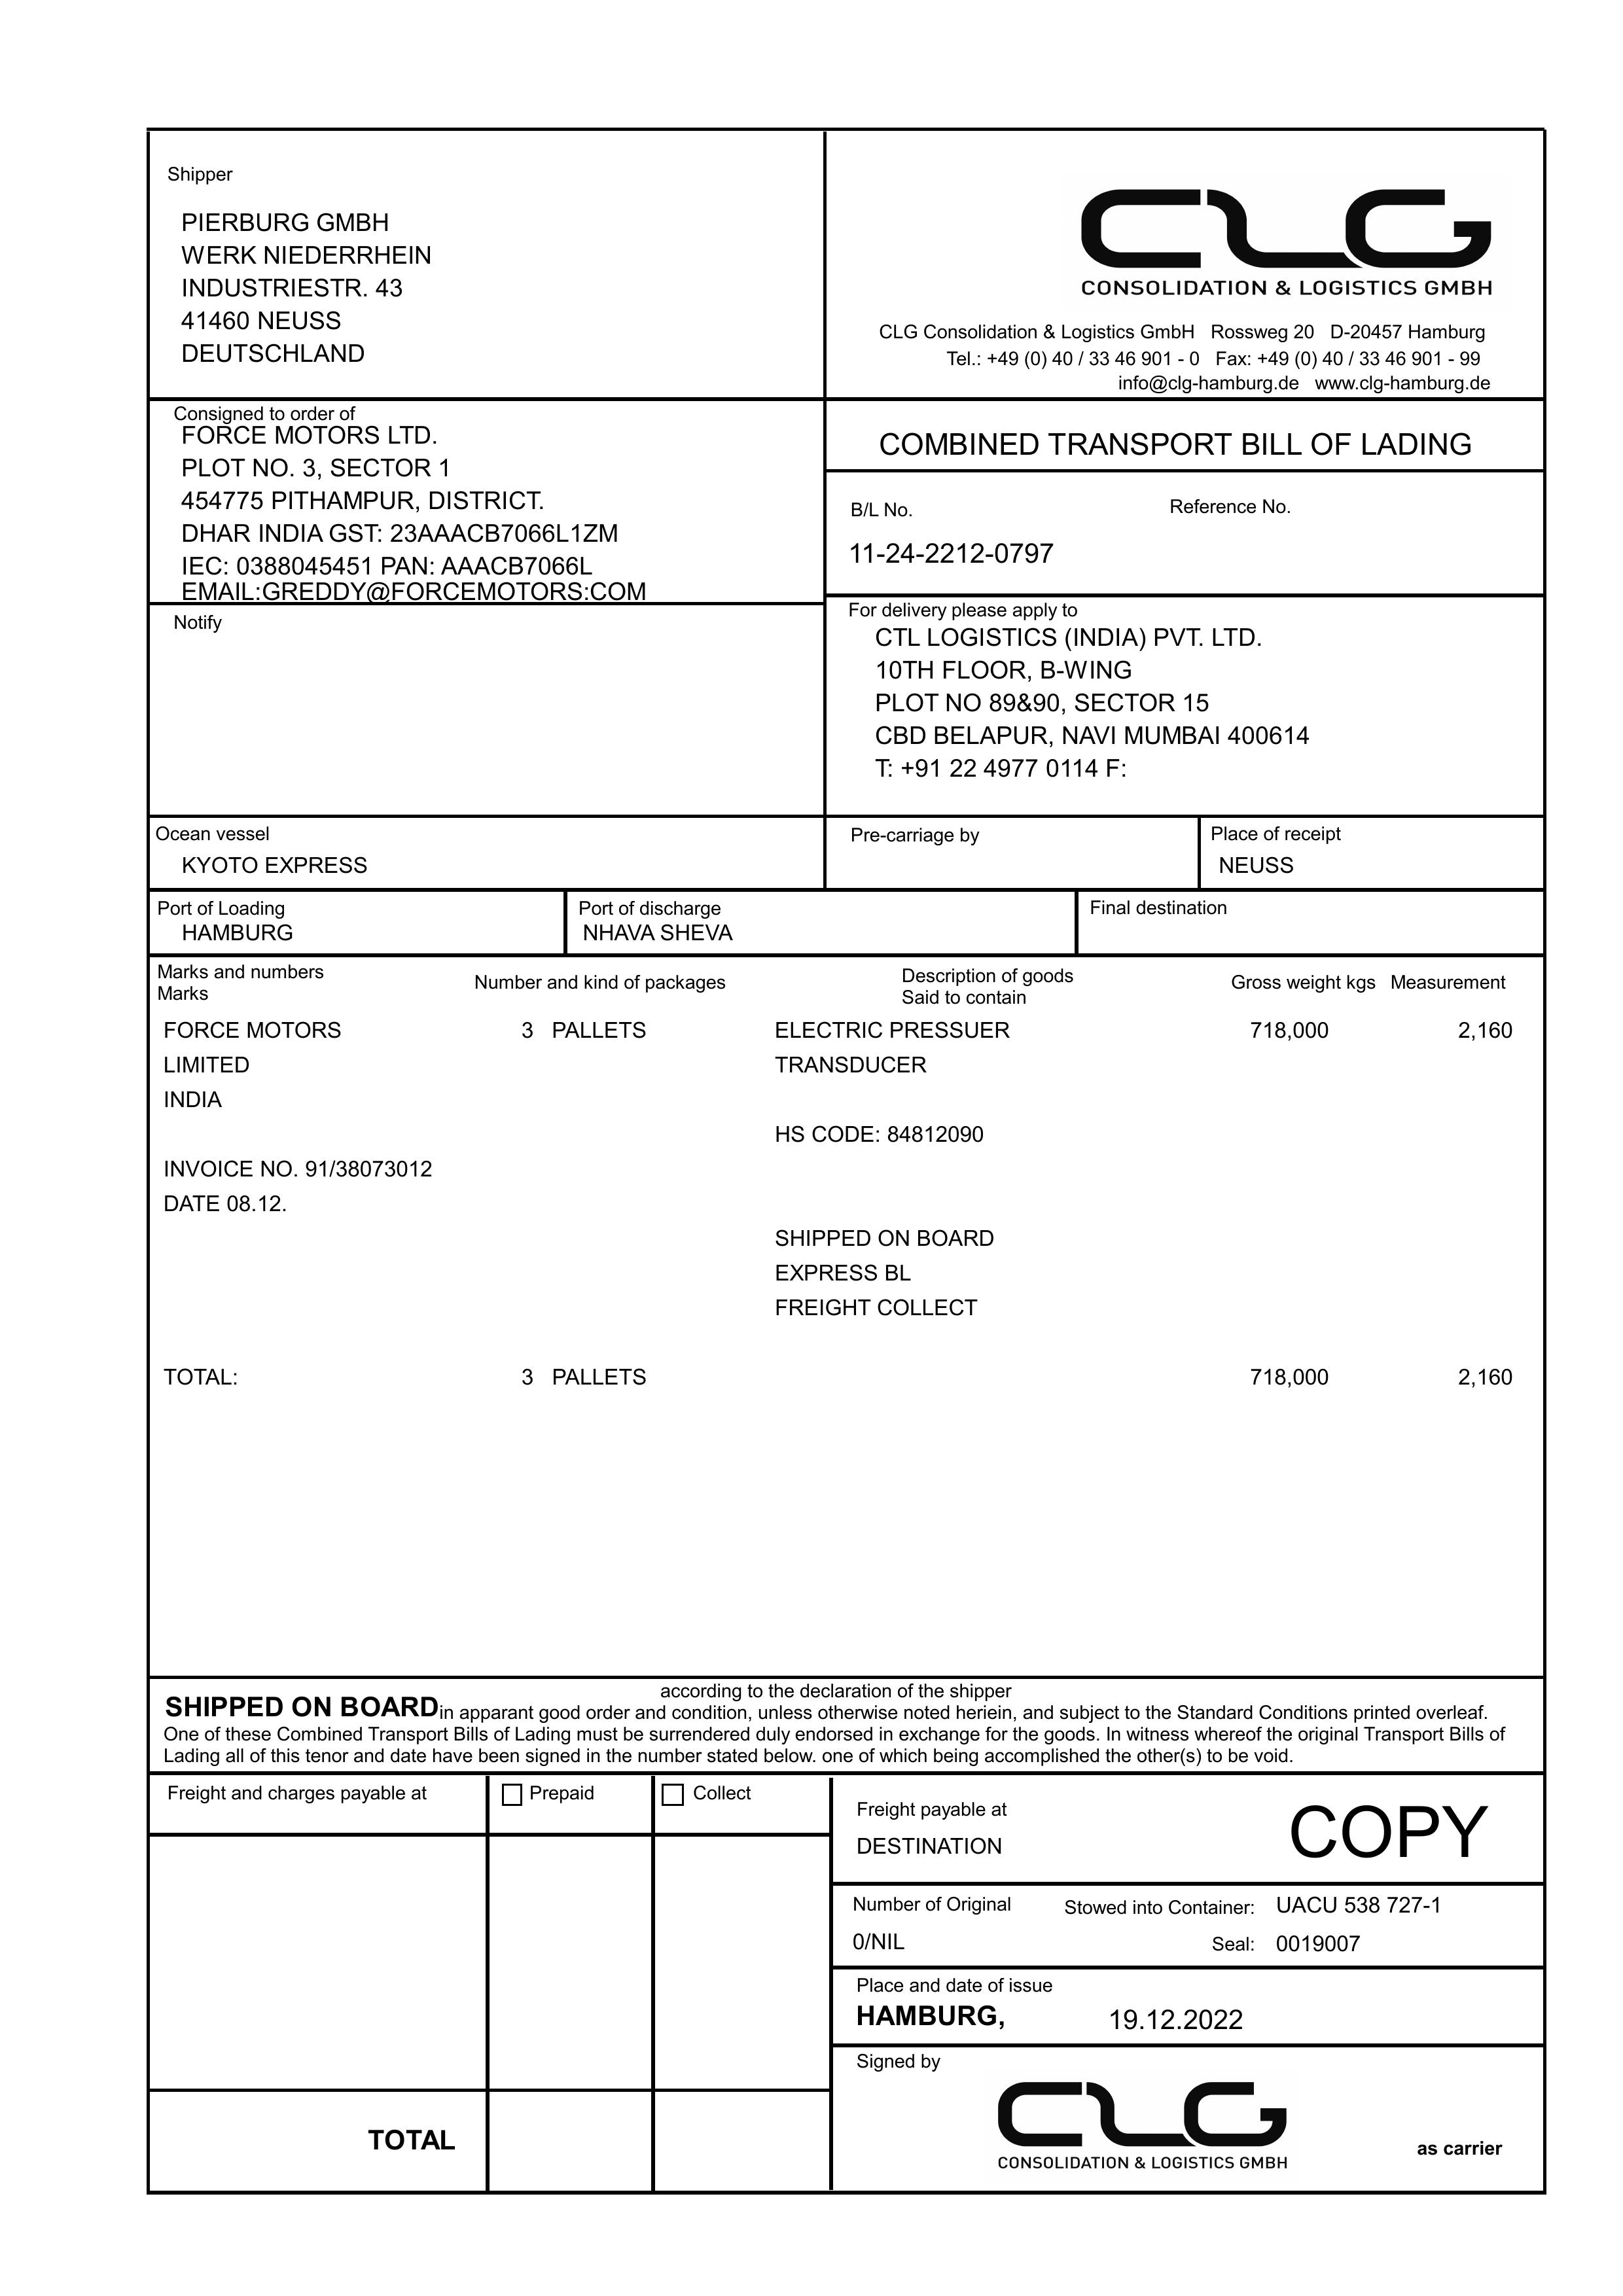 Shipper
PIERBURG GMBH
WERK NIEDERRHEIN
INDUSTRIESTR. 43
41460 NEUSS
DEUTSCHLAND
CLG
CONSOLIDATION & LOGISTICS GMBH
CLG Consolidation & Logistics GmbH Rossweg 20 D-20457 Hamburg
Tel.: +49 (0) 40 / 33 46 901 - 0 Fax: +49 (0) 40 / 33 46 901 - 99
info@clg-hamburg.de www.clg-hamburg.de
Consigned to order of
FORCE MOTORS LTD.
PLOT NO. 3, SECTOR 1
454775 PITHAMPUR, DISTRICT.
DHAR INDIA GST: 23AAACB7066L1ZM
IEC: 0388045451 PAN: AAACB7066L
EMAIL:GREDDY@FORCEMOTORS:COM
COMBINED TRANSPORT BILL OF LADING
B/L No. Reference No.
11-24-2212-0797
Notify
For delivery please apply to
CTL LOGISTICS (INDIA) PVT. LTD.
10TH FLOOR, B-WING
PLOT NO 89&90, SECTOR 15
CBD BELAPUR, NAVI MUMBAI 400614
T: +91 22 4977 0114 F:
Ocean vessel Pre-carriage by Place of receipt
KYOTO EXPRESS NEUSS
Port of Loading Port of discharge Final destination
HAMBURG NHAVA SHEVA
Marks and numbers Number and kind of packages Description of goods Gross weight kgs Measurement
Marks Said to contain
FORCE MOTORS 3 PALLETS ELECTRIC PRESSUER 718,000 2,160
LIMITED TRANSDUCER
INDIA
HS CODE: 84812090
INVOICE NO. 91/38073012
DATE 08.12.
SHIPPED ON BOARD
EXPRESS BL
FREIGHT COLLECT
TOTAL: 3 PALLETS 718,000 2,160
according to the declaration of the shipper
SHIPPED ON BOARD in apparant good order and condition, unless otherwise noted heriein, and subject to the Standard Conditions printed overleaf.
One of these Combined Transport Bills of Lading must be surrendered duly endorsed in exchange for the goods. In witness whereof the original Transport Bills of
Lading all of this tenor and date have been signed in the number stated below. one of which being accomplished the other(s) to be void.
Freight and charges payable at Prepaid Collect
Freight payable at
DESTINATION
COPY
Number of Original Stowed into Container: UACU 538 727-1
0/NIL Seal: 0019007
Place and date of issue
HAMBURG, 19.12.2022
Signed by
CLG
CONSOLIDATION & LOGISTICS GMBH
as carrier
TOTAL